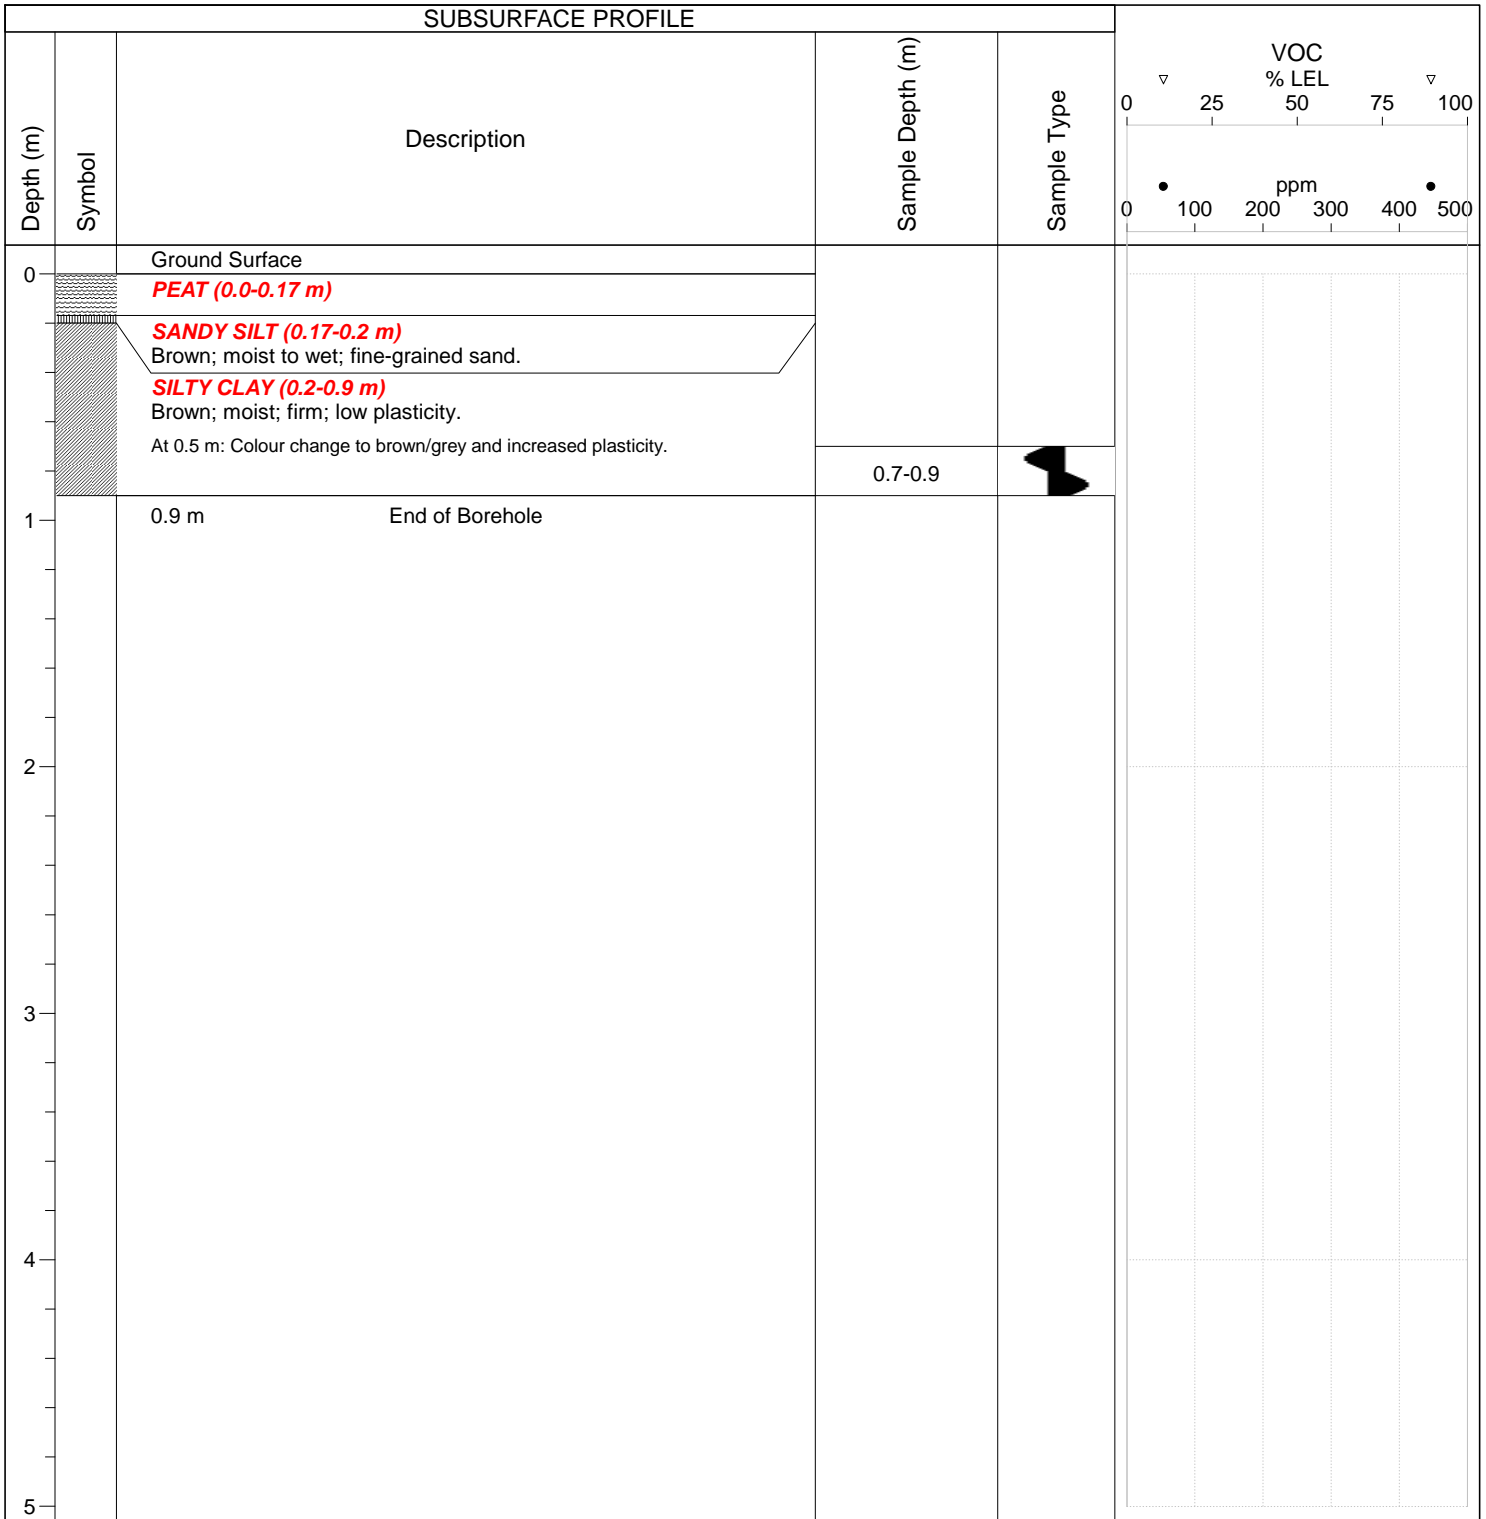 SUBSURFACE PROFILE
Depth (m)
Symbol
Description
Sample Depth (m)
Sample Type
VOC
% LEL
0 25 50 75 100
ppm
0 100 200 300 400 500
Ground Surface
0
PEAT (0.0-0.17 m)
SANDY SILT (0.17-0.2 m)
Brown; moist to wet; fine-grained sand.
SILTY CLAY (0.2-0.9 m)
Brown; moist; firm; low plasticity.
At 0.5 m: Colour change to brown/grey and increased plasticity.
0.7-0.9
1
0.9 m End of Borehole
2
3
4
5